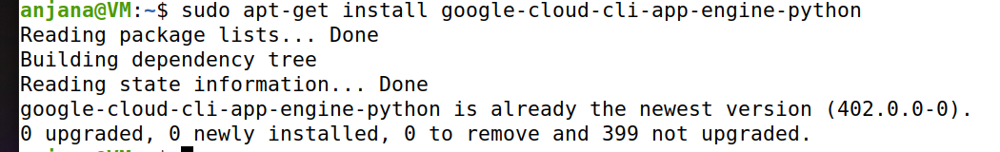 anjana@VM:~$ sudo apt-get install google-cloud-cli-app-engine-python
Reading package lists... Done
Building dependency tree
Reading state information... Done
google-cloud-cli-app-engine-python is already the newest version (402.0.0-0).
0 upgraded, 0 newly installed, 0 to remove and 399 not upgraded.